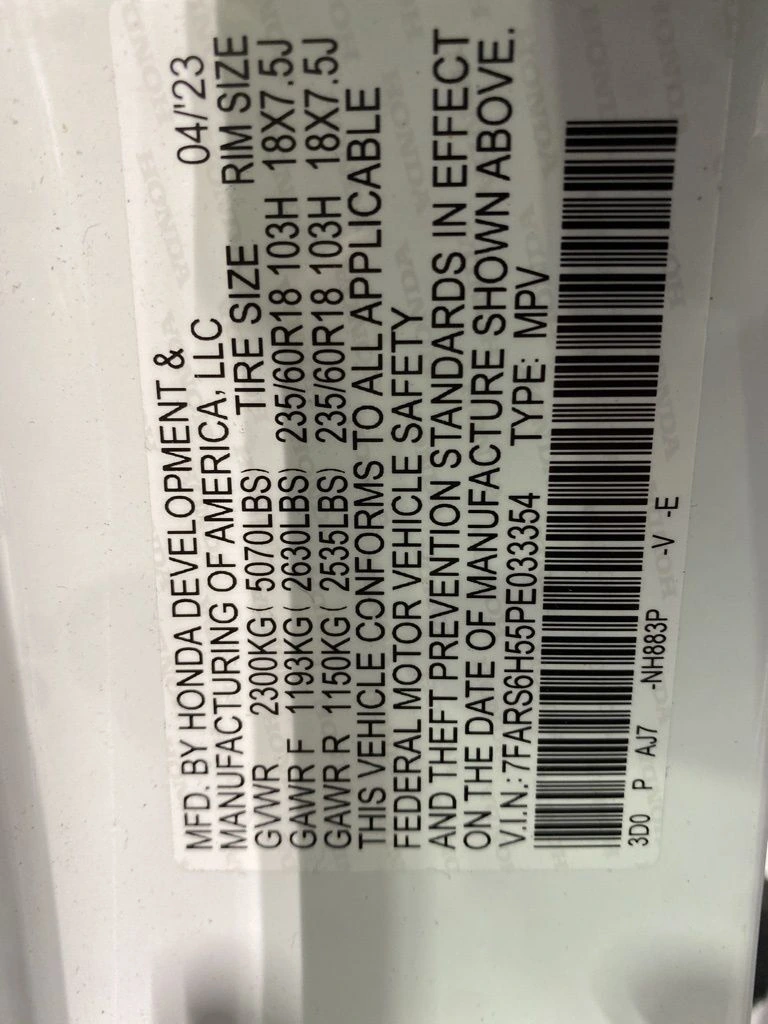 MFD. BY HONDA DEVELOPMENT &
MANUFACTURING OF AMERICA, LLC 04/'23
GVWR 2300KG( 5070LBS) TIRE SIZE RIM SIZE
GAWR F 1193KG( 2630LBS) 235/60R18 103H 18X7.5J
GAWR R 1150KG( 2535LBS) 235/60R18 103H 18X7.5J
THIS VEHICLE CONFORMS TO ALL APPLICABLE
FEDERAL MOTOR VEHICLE SAFETY
AND THEFT PREVENTION STANDARDS IN EFFECT
ON THE DATE OF MANUFACTURE SHOWN ABOVE.
V.I.N.: 7FARS6H55PE033354 TYPE: MPV
3D0 P AJ7 -NH883P -V -E
HONDA